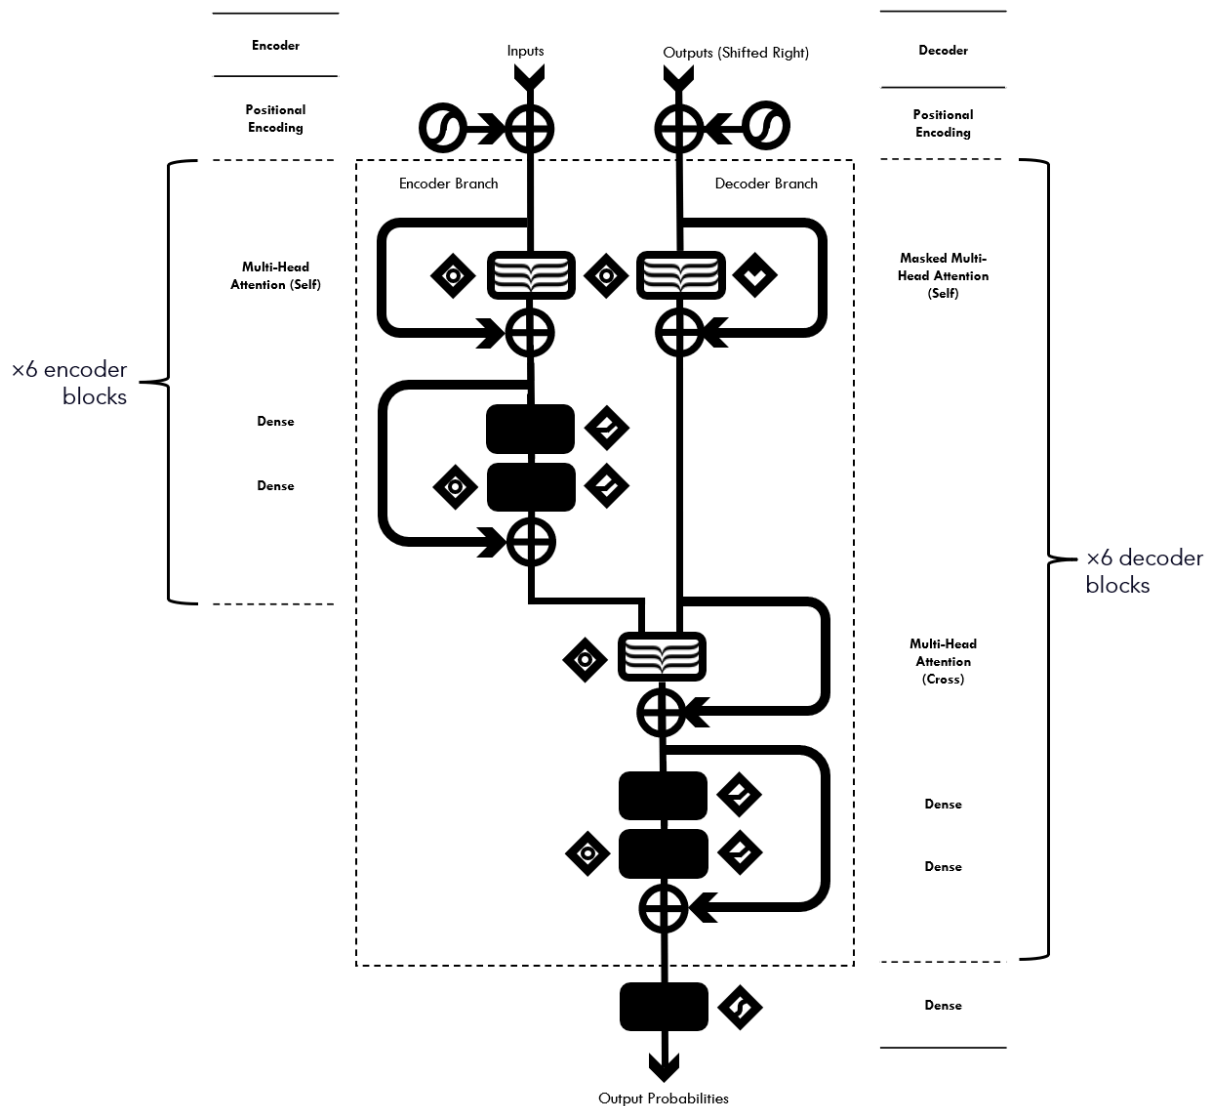 Encoder
Inputs
Outputs (Shifted Right)
Decoder
Positional
Encoding
Positional
Encoding
Encoder Branch
Decoder Branch
Multi-Head
Attention (Self)
Masked Multi-
Head Attention
(Self)
×6 encoder
blocks
Dense
Dense
×6 decoder
blocks
Multi-Head
Attention
(Cross)
Dense
Dense
Dense
Output Probabilities